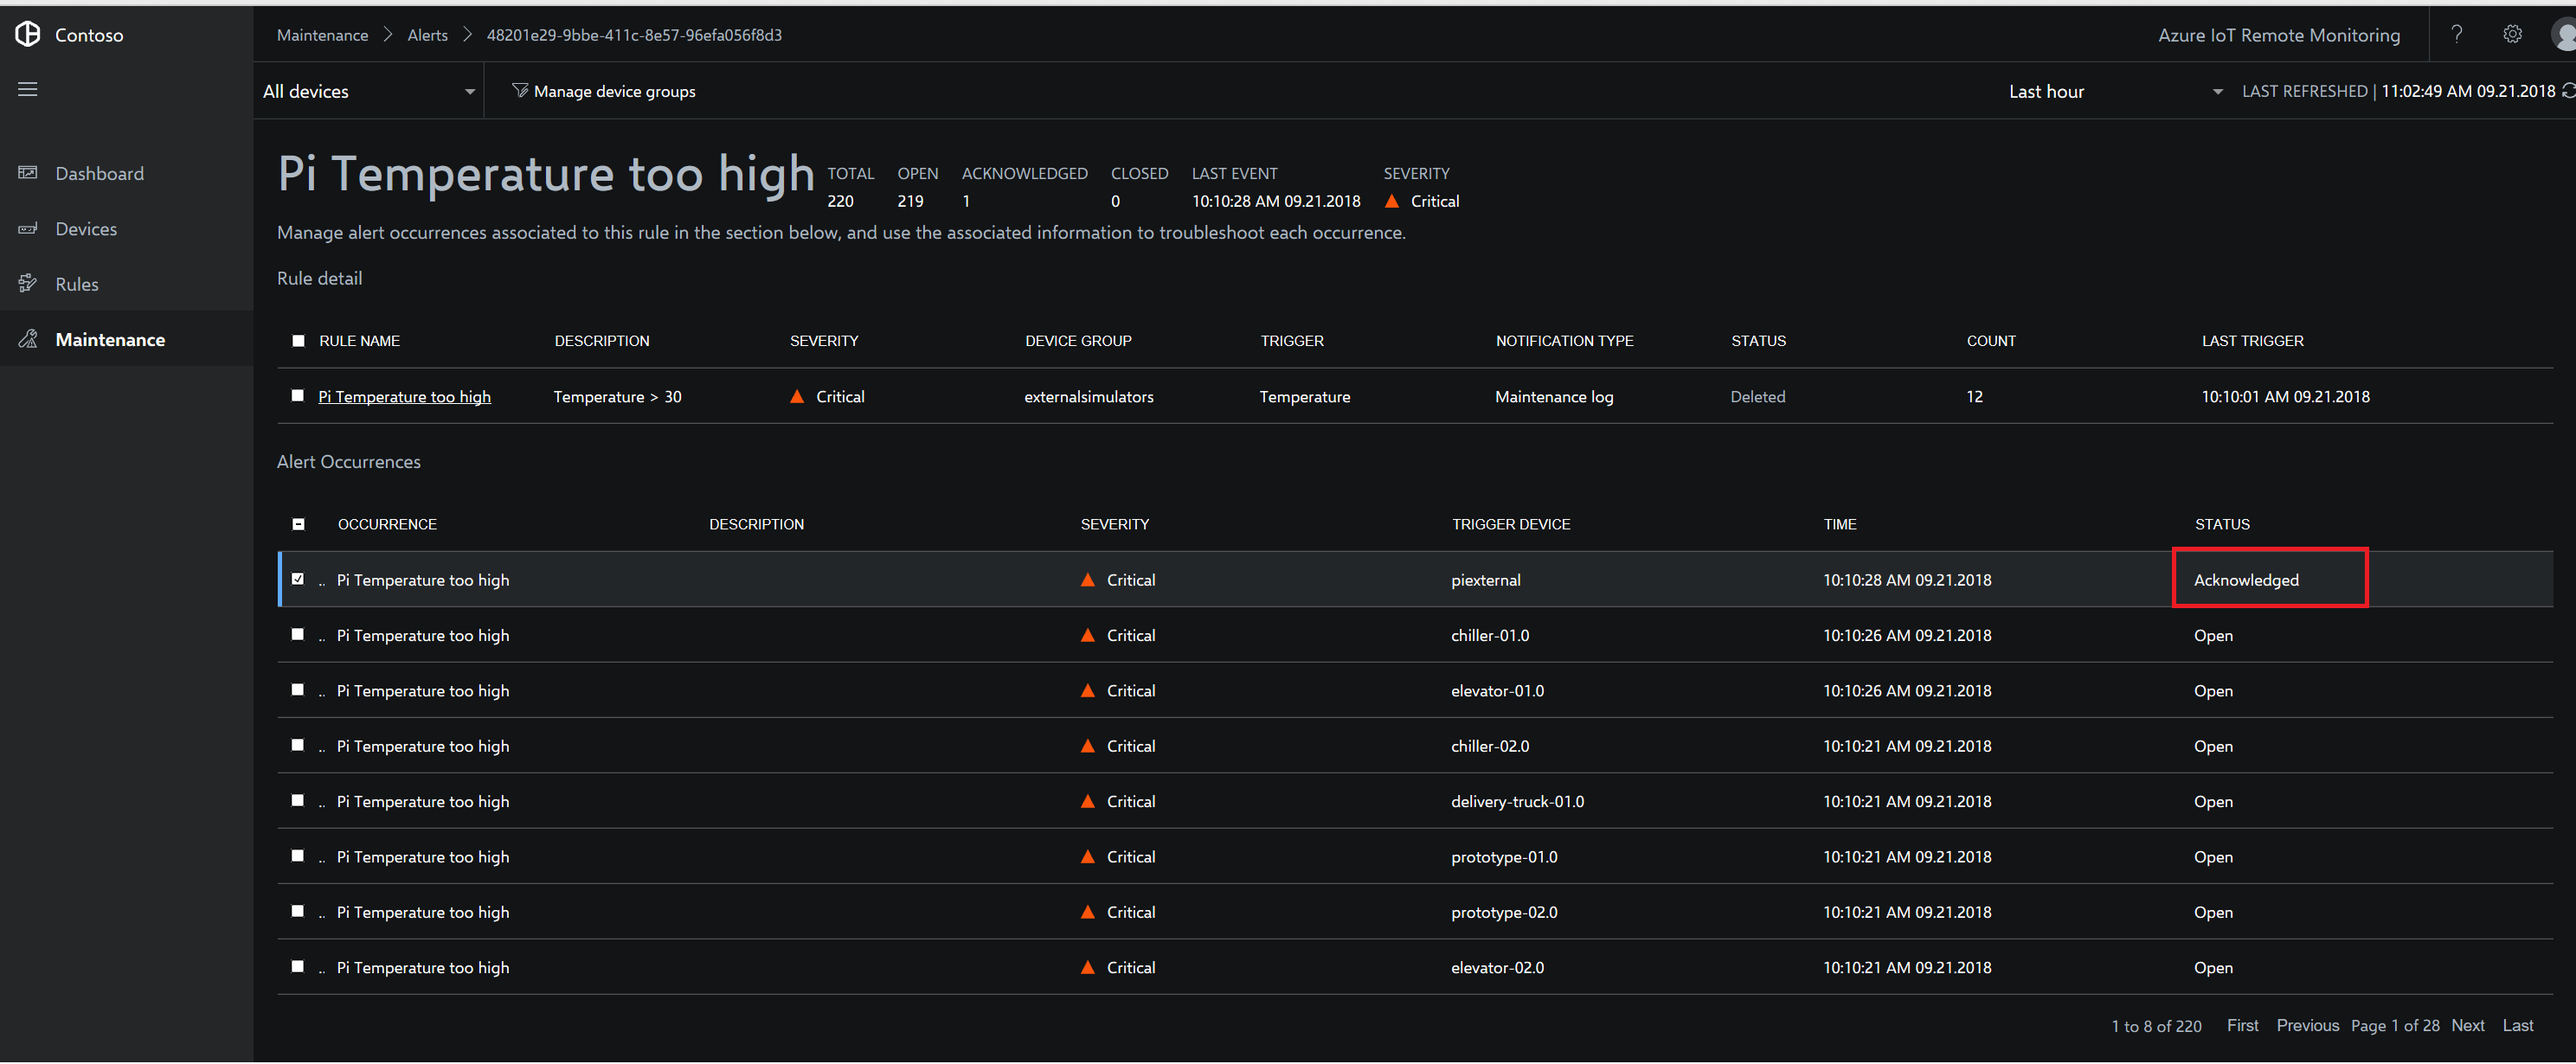 Contoso
Maintenance > Alerts > 48201e29-9bbe-411c-8e57-96efa056f8d3
Azure IoT Remote Monitoring
?
All devices
Manage device groups
Last hour
LAST REFRESHED | 11:02:49 AM 09.21.2018
Dashboard
Devices
Rules
Maintenance
Pi Temperature too high
TOTAL OPEN ACKNOWLEDGED CLOSED LAST EVENT SEVERITY
220 219 1 0 10:10:28 AM 09.21.2018 Critical
Manage alert occurrences associated to this rule in the section below, and use the associated information to troubleshoot each occurrence.
Rule detail
RULE NAME DESCRIPTION SEVERITY DEVICE GROUP TRIGGER NOTIFICATION TYPE STATUS COUNT LAST TRIGGER
Pi Temperature too high Temperature > 30 Critical externalsimulators Temperature Maintenance log Deleted 12 10:10:01 AM 09.21.2018
Alert Occurrences
OCCURRENCE DESCRIPTION SEVERITY TRIGGER DEVICE TIME STATUS
.. Pi Temperature too high Critical piexternal 10:10:28 AM 09.21.2018 Acknowledged
.. Pi Temperature too high Critical chiller-01.0 10:10:26 AM 09.21.2018 Open
.. Pi Temperature too high Critical elevator-01.0 10:10:26 AM 09.21.2018 Open
.. Pi Temperature too high Critical chiller-02.0 10:10:21 AM 09.21.2018 Open
.. Pi Temperature too high Critical delivery-truck-01.0 10:10:21 AM 09.21.2018 Open
.. Pi Temperature too high Critical prototype-01.0 10:10:21 AM 09.21.2018 Open
.. Pi Temperature too high Critical prototype-02.0 10:10:21 AM 09.21.2018 Open
.. Pi Temperature too high Critical elevator-02.0 10:10:21 AM 09.21.2018 Open
1 to 8 of 220 First Previous Page 1 of 28 Next Last